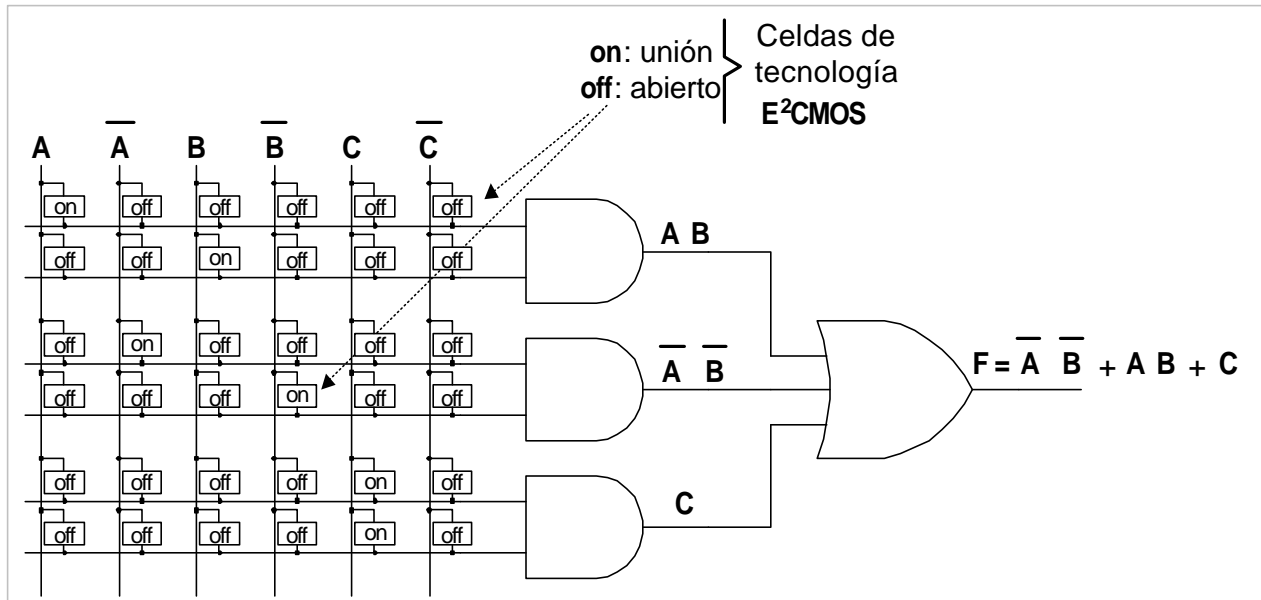 on: unión
off: abierto
Celdas de
tecnología
E²CMOS
A A̅ B B̅ C C̅
on off off off off off
off off on off off off
A B
off on off off off off
off off off on off off
A̅ B̅
F = A̅ B̅ + A B + C
off off off off on off
off off off off on off
C